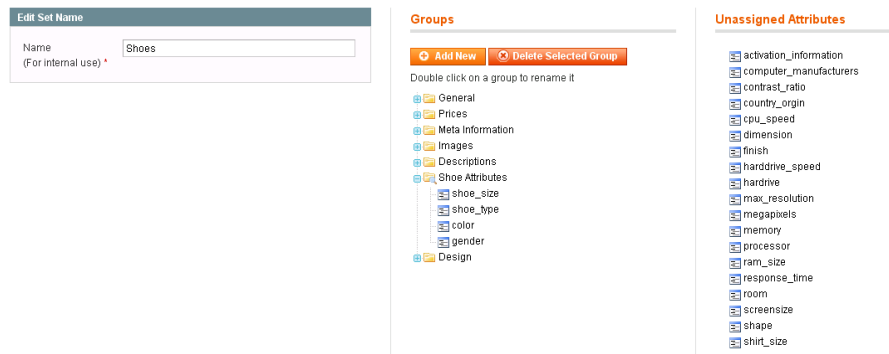 Edit Set Name
Name
(For internal use) *
Shoes
Groups
Add New
Delete Selected Group
Double click on a group to rename it
General
Prices
Meta Information
Images
Descriptions
Shoe Attributes
shoe_size
shoe_type
color
gender
Design
Unassigned Attributes
activation_information
computer_manufacturers
contrast_ratio
country_orgin
cpu_speed
dimension
finish
harddrive_speed
hardrive
max_resolution
megapixels
memory
processor
ram_size
response_time
room
screensize
shape
shirt_size